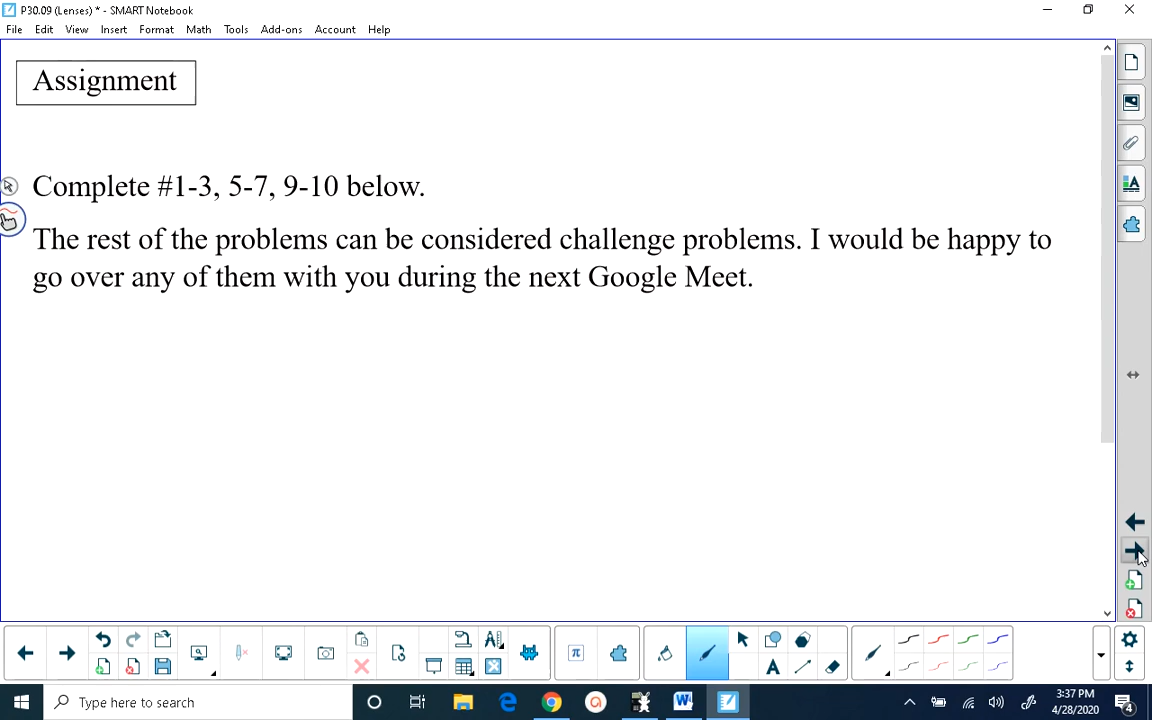 P30.09 (Lenses) * - SMART Notebook
File Edit View Insert Format Math Tools Add-ons Account Help
Assignment
Complete #1-3, 5-7, 9-10 below.
The rest of the problems can be considered challenge problems. I would be happy to
go over any of them with you during the next Google Meet.
Type here to search
3:37 PM
4/28/2020
4